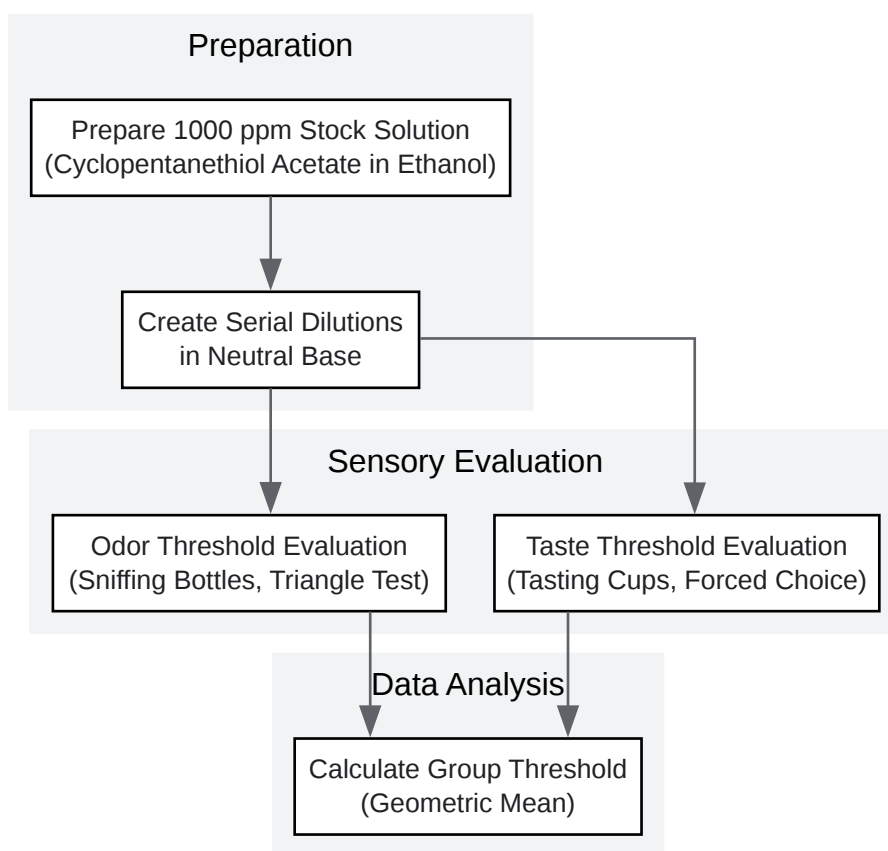 Preparation
Prepare 1000 ppm Stock Solution
(Cyclopentanethiol Acetate in Ethanol)
Create Serial Dilutions
in Neutral Base
Sensory Evaluation
Odor Threshold Evaluation
(Sniffing Bottles, Triangle Test)
Taste Threshold Evaluation
(Tasting Cups, Forced Choice)
Data Analysis
Calculate Group Threshold
(Geometric Mean)